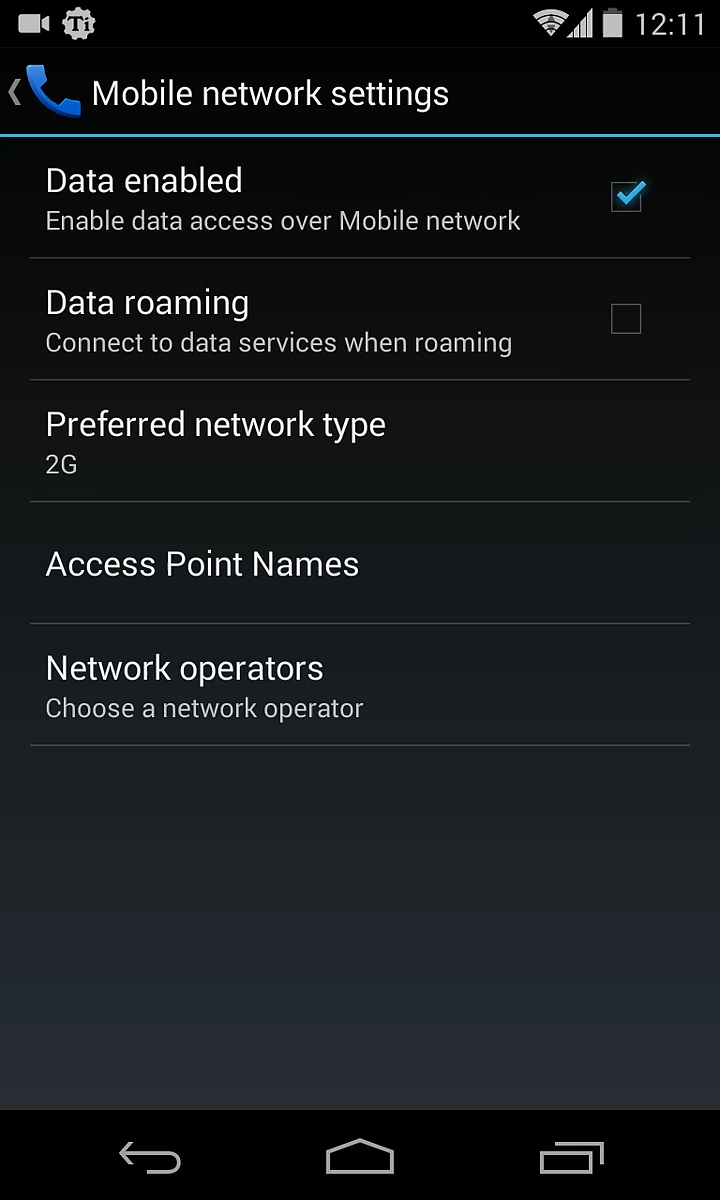 Ti 12:11
Mobile network settings
Data enabled
Enable data access over Mobile network
Data roaming
Connect to data services when roaming
Preferred network type
2G
Access Point Names
Network operators
Choose a network operator